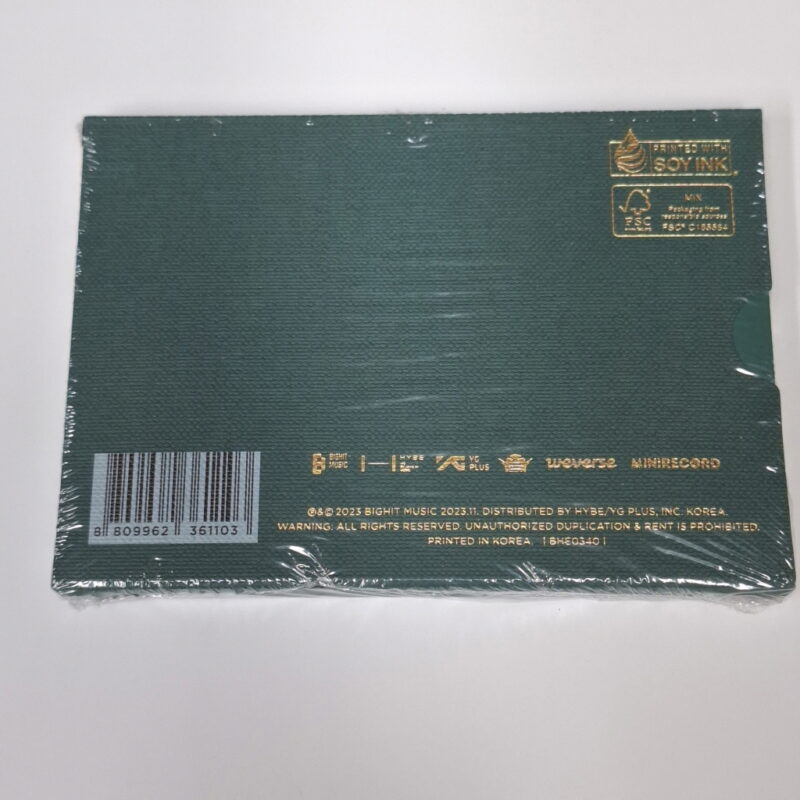 PRINTED WITH
SOY INK
MIX
Packaging from
responsible sources
FSC
FSC® C183664
BIGHIT
MUSIC
HYBE
YG
PLUS
weverse
MINIRECORD
℗&© 2023 BIGHIT MUSIC 2023.11. DISTRIBUTED BY HYBE/YG PLUS, INC. KOREA.
WARNING: ALL RIGHTS RESERVED. UNAUTHORIZED DUPLICATION & RENT IS PROHIBITED.
PRINTED IN KOREA. [ BHE0340 ]
8 809962 361103